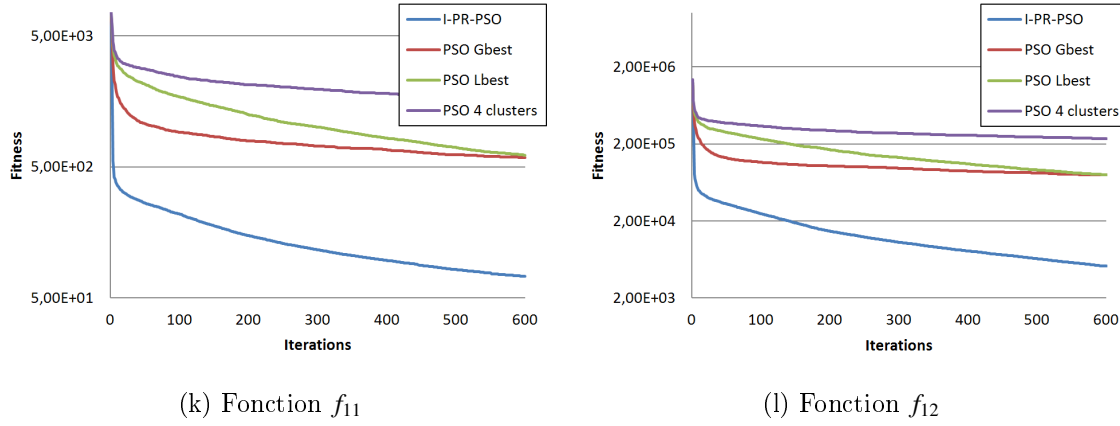 5,00E+03
5,00E+02
5,00E+01
Fitness
0 100 200 300 400 500 600
Iterations
I-PR-PSO
PSO Gbest
PSO Lbest
PSO 4 clusters
(k) Fonction f11
2,00E+06
2,00E+05
2,00E+04
2,00E+03
Fitness
0 100 200 300 400 500 600
Iterations
I-PR-PSO
PSO Gbest
PSO Lbest
PSO 4 clusters
(l) Fonction f12